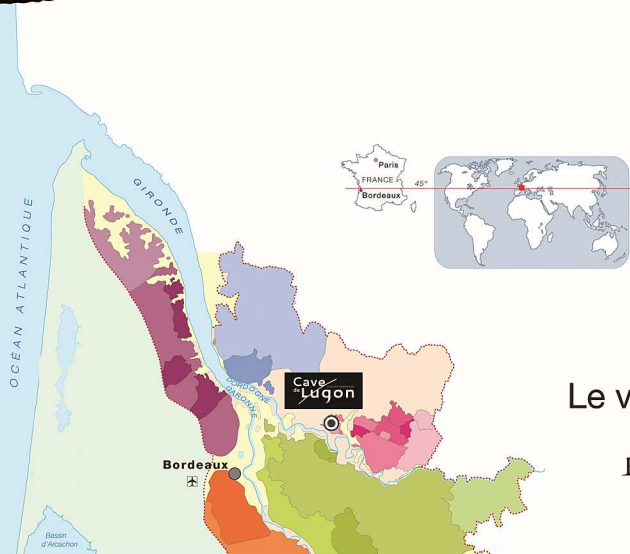 Paris
FRANCE
Bordeaux
45°
GIRONDE
OCÉAN ATLANTIQUE
DORDOGNE
GARONNE
Cave
de Lugon
Le v
Bordeaux
Bassin
d'Arcachon